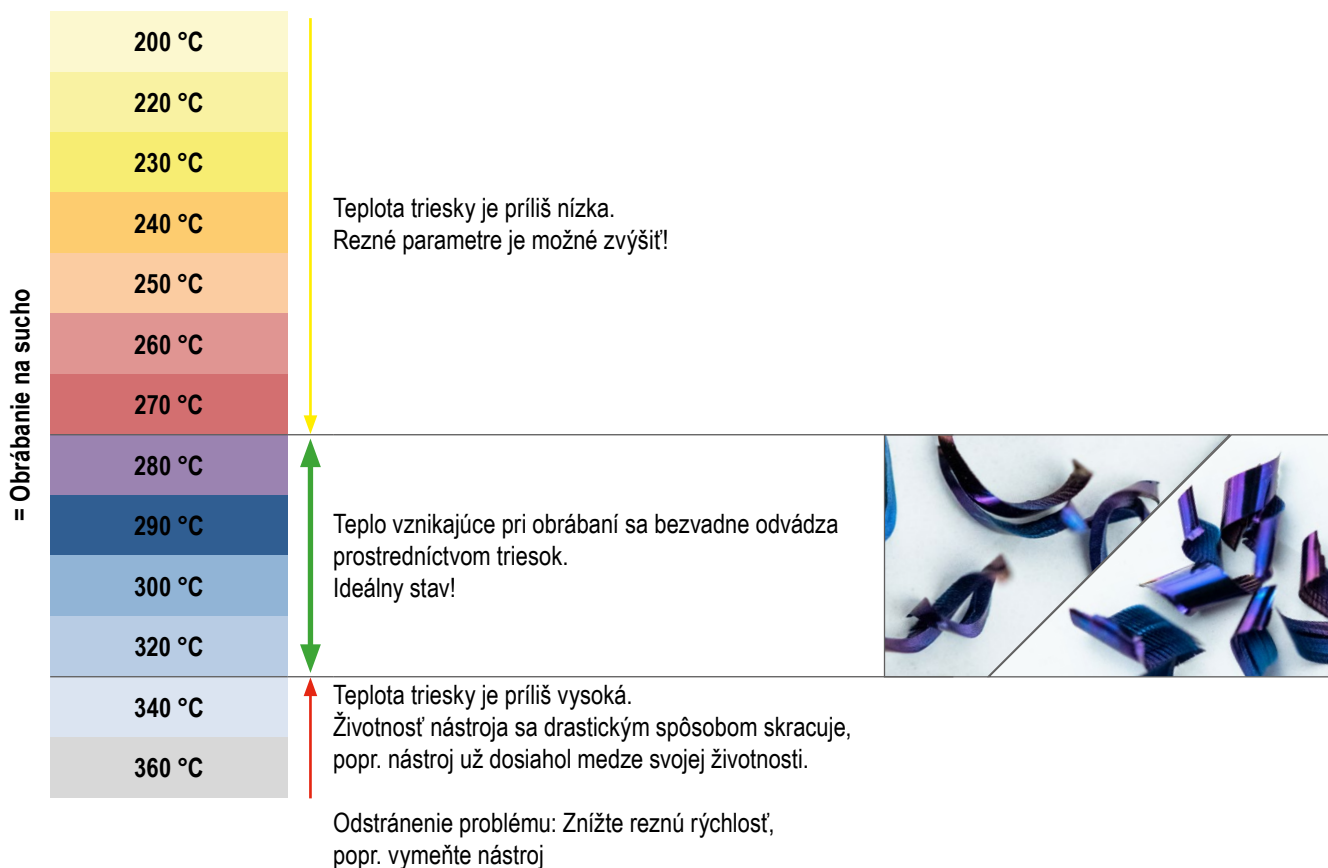 = Obrábanie na sucho
200 °C
220 °C
230 °C
240 °C
250 °C
260 °C
270 °C
Teplota triesky je príliš nízka.
Rezné parametre je možné zvýšiť!
280 °C
290 °C
300 °C
320 °C
Teplo vznikajúce pri obrábaní sa bezvadne odvádza
prostredníctvom triesok.
Ideálny stav!
340 °C
360 °C
Teplota triesky je príliš vysoká.
Životnosť nástroja sa drastickým spôsobom skracuje,
popr. nástroj už dosiahol medze svojej životnosti.
Odstránenie problému: Znížte reznú rýchlosť,
popr. vymeňte nástroj